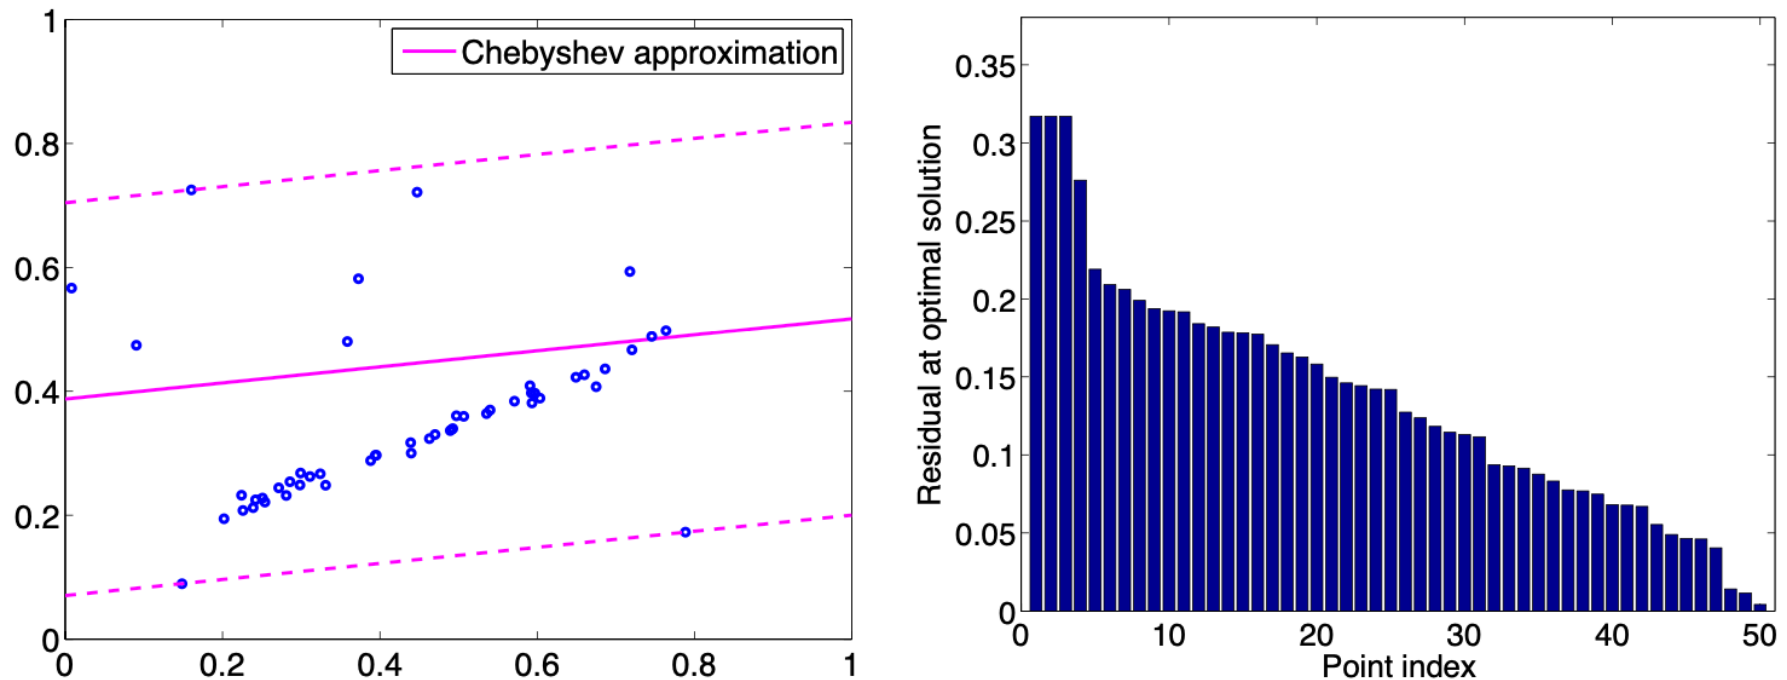 1
0.8
0.6
0.4
0.2
0
0 0.2 0.4 0.6 0.8 1
Chebyshev approximation
Residual at optimal solution
0.35
0.3
0.25
0.2
0.15
0.1
0.05
0
0 10 20 30 40 50
Point index